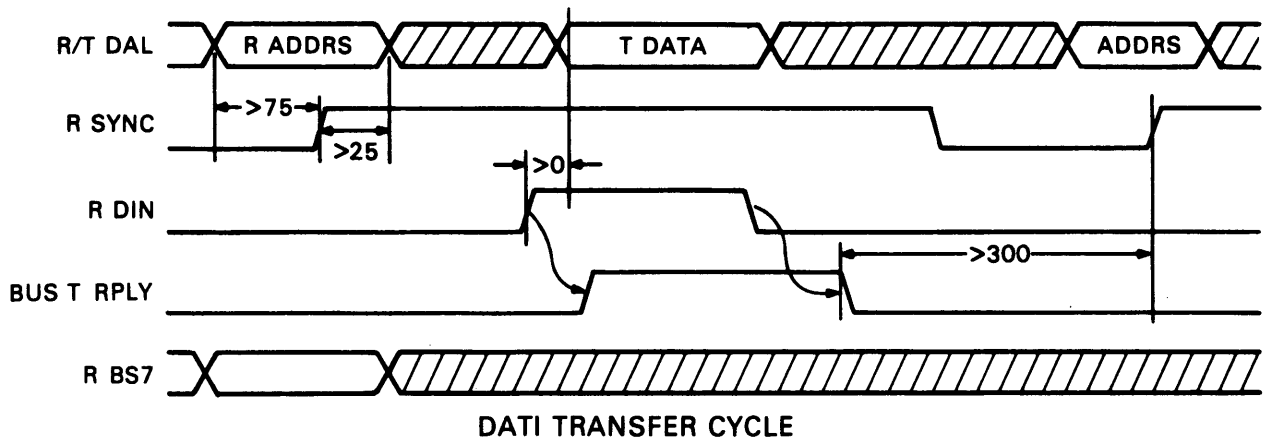 R/T DAL R ADDRS T DATA ADDRS
R SYNC >75
>25
>0
R DIN
>300
BUS T RPLY
R BS7
DATI TRANSFER CYCLE